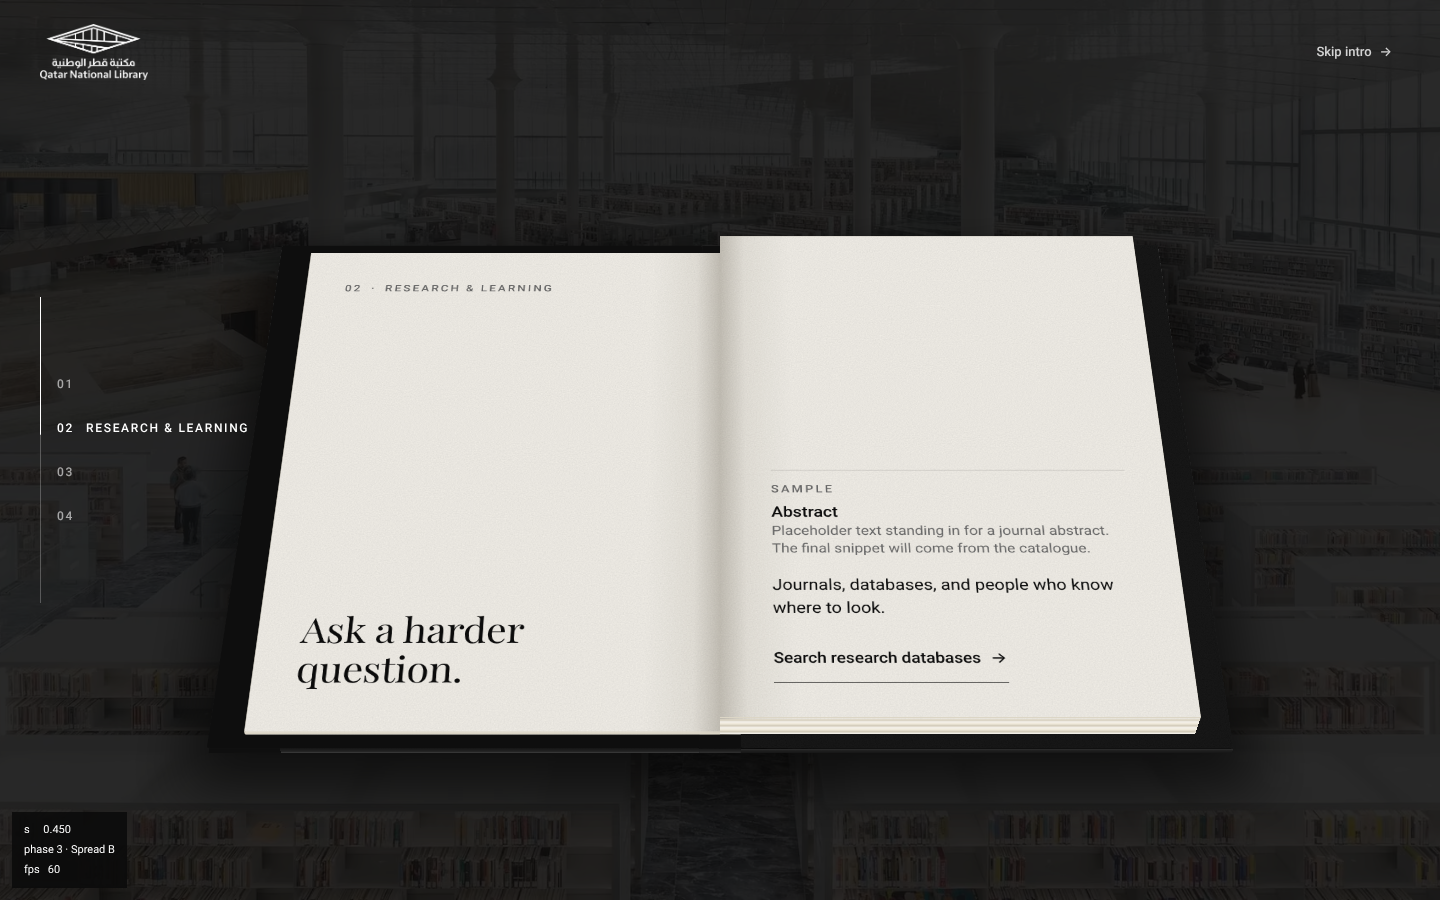 مكتبة قطر الوطنية
Qatar National Library
Skip intro →
01
02 RESEARCH & LEARNING
03
04
02 · RESEARCH & LEARNING
Ask a harder
question.
SAMPLE
Abstract
Placeholder text standing in for a journal abstract.
The final snippet will come from the catalogue.
Journals, databases, and people who know
where to look.
Search research databases →
s 0.450
phase 3 · Spread B
fps 60